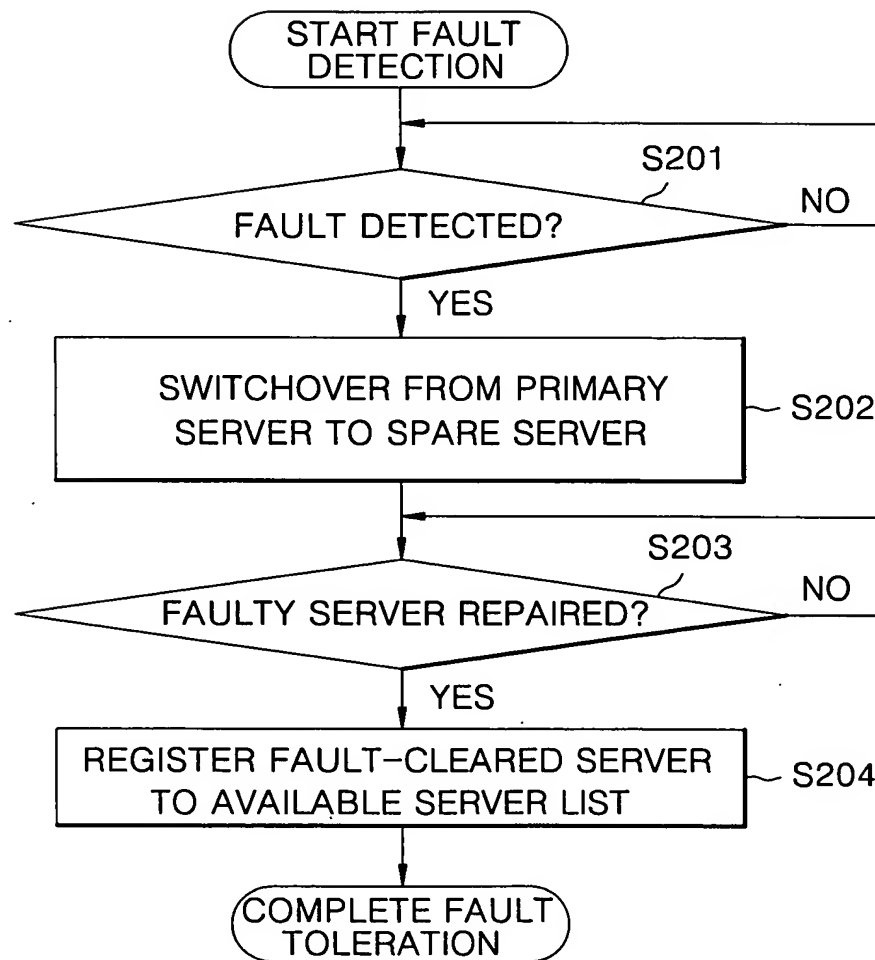 START FAULT
DETECTION
S201
FAULT DETECTED?
NO
YES
SWITCHOVER FROM PRIMARY
SERVER TO SPARE SERVER
S202
S203
FAULTY SERVER REPAIRED?
NO
YES
REGISTER FAULT-CLEARED SERVER
TO AVAILABLE SERVER LIST
S204
COMPLETE FAULT
TOLERATION